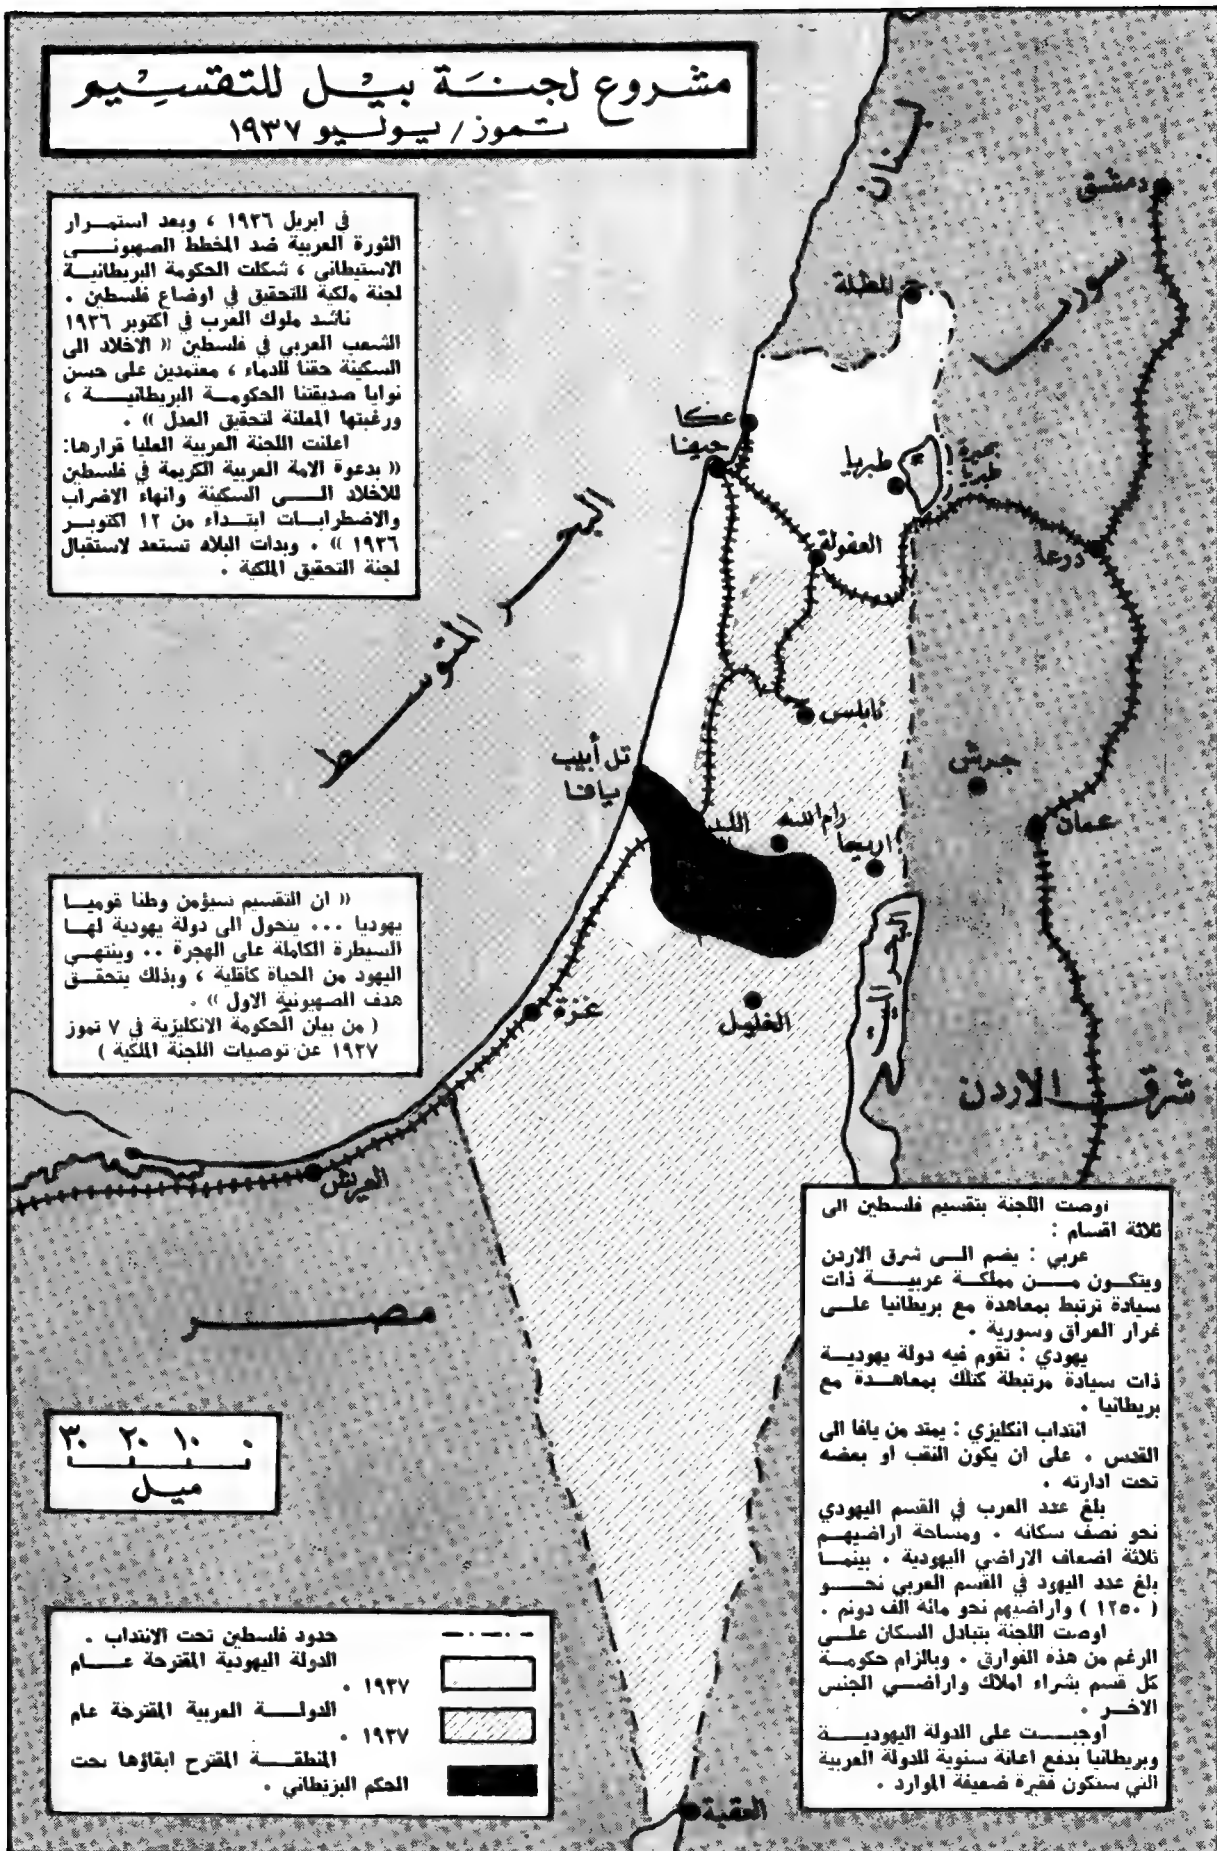 مشروع لجنة بيل للتقسيم
تموز / يوليو ١٩٣٧
في ابريل ١٩٣٦ ، وبعد استمرار
الثورة العربية ضد المخطط الصهيوني
الاستيطاني ، شكلت الحكومة البريطانية
لجنة ملكية للتحقيق في اوضاع فلسطين .
ناشد ملوك العرب في اكتوبر ١٩٣٦
الشعب العربي في فلسطين (( الاخلاد الى
السكينة حقنا للدماء ، معتمدين على حسن
نوايا صديقتنا الحكومة البريطانية ،
ورغبتها المعلنة لتحقيق العدل )) .
اعلنت اللجنة العربية العليا قرارها:
(( بدعوة الامة العربية الكريمة في فلسطين
للاخلاد الى السكينة وانهاء الاضراب
والاضطرابات ابتداء من ١٢ اكتوبر
١٩٣٦ )) . وبدات البلاد تستعد لاستقبال
لجنة التحقيق الملكية .
لبنان
دمشق
سوريا
المطلة
عكا
حيفا
طبريا
بحيرة
طبريا
العفولة
درعا
البحر المتوسط
نابلس
جرش
تل أبيب
يافا
اللد
رام الله
اريحا
عمان
البحر الميت
(( ان التقسيم سيؤمن وطنا قوميا
يهوديا ... يتحول الى دولة يهودية لها
السيطرة الكاملة على الهجرة .. وينتهي
اليهود من الحياة كأقلية ، وبذلك يتحقق
هدف الصهيونية الاول )) .
( من بيان الحكومة الانكليزية في ٧ تموز
١٩٣٧ عن توصيات اللجنة الملكية )
غزة
الخليل
شرق الاردن
العريش
مصر
اوصت اللجنة بتقسيم فلسطين الى
ثلاثة اقسام :
عربي : يضم الى شرق الاردن
ويتكون من مملكة عربية ذات
سيادة ترتبط بمعاهدة مع بريطانيا على
غرار العراق وسورية .
يهودي : تقوم فيه دولة يهودية
ذات سيادة مرتبطة كذلك بمعاهدة مع
بريطانيا .
انتداب انكليزي : يمتد من يافا الى
القدس . على ان يكون النقب او بعضه
تحت ادارته .
بلغ عدد العرب في القسم اليهودي
نحو نصف سكانه . ومساحة اراضيهم
ثلاثة اضعاف الاراضي اليهودية . بينما
بلغ عدد اليهود في القسم العربي نحو
( ١٢٥٠ ) واراضيهم نحو مائة الف دونم .
اوصت اللجنة بتبادل السكان على
الرغم من هذه الفوارق . وبالزام حكومة
كل قسم بشراء املاك واراضي الجنس
الاخر .
اوجبت على الدولة اليهودية
وبريطانيا بدفع اعانة سنوية للدولة العربية
التي ستكون فقيرة ضعيفة الموارد .
٣٠ ٢٠ ١٠ ٠
ميل
حدود فلسطين تحت الانتداب .
الدولة اليهودية المقترحة عام
١٩٣٧ .
الدولة العربية المقترحة عام
١٩٣٧ .
المنطقة المقترح ابقاؤها تحت
الحكم البريطاني .
العقبة